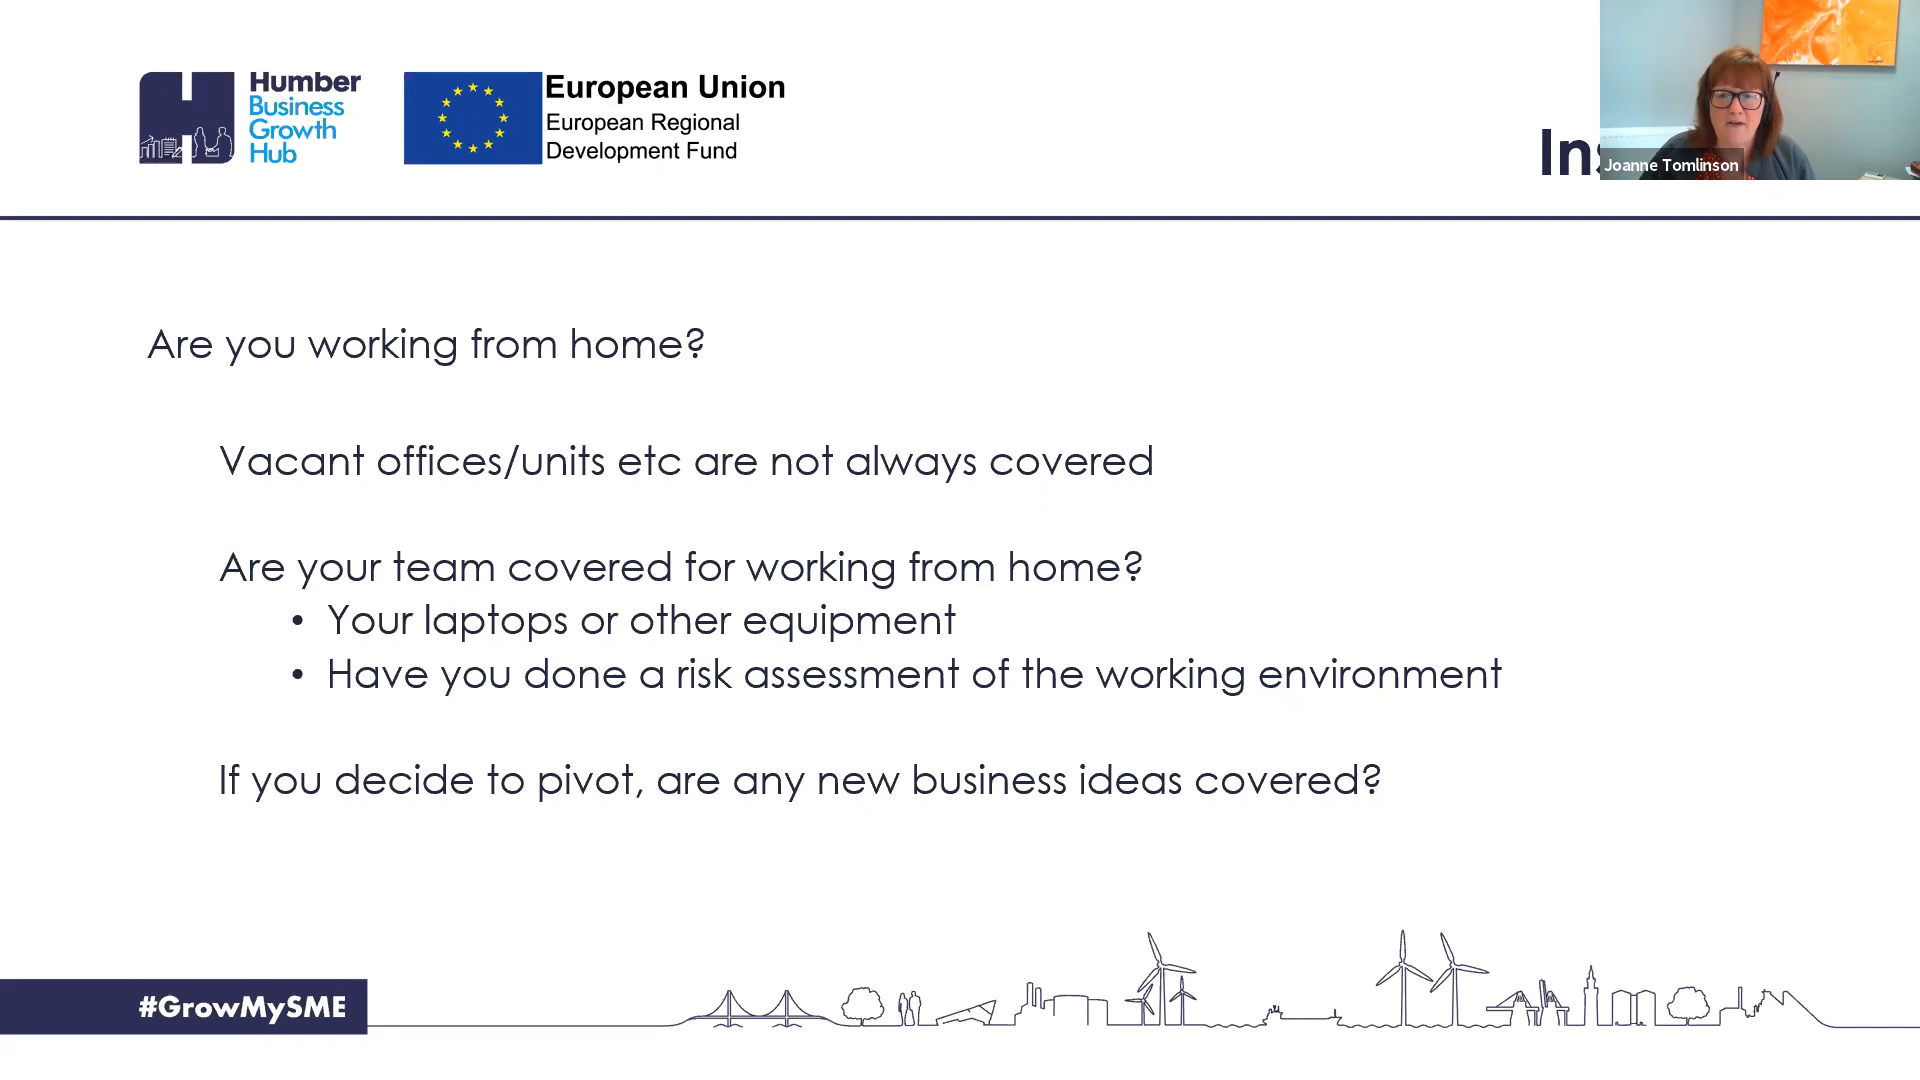 Humber
Business
Growth
Hub
European Union
European Regional
Development Fund
Joanne Tomlinson
Are you working from home?
Vacant offices/units etc are not always covered
Are your team covered for working from home?
• Your laptops or other equipment
• Have you done a risk assessment of the working environment
If you decide to pivot, are any new business ideas covered?
#GrowMySME